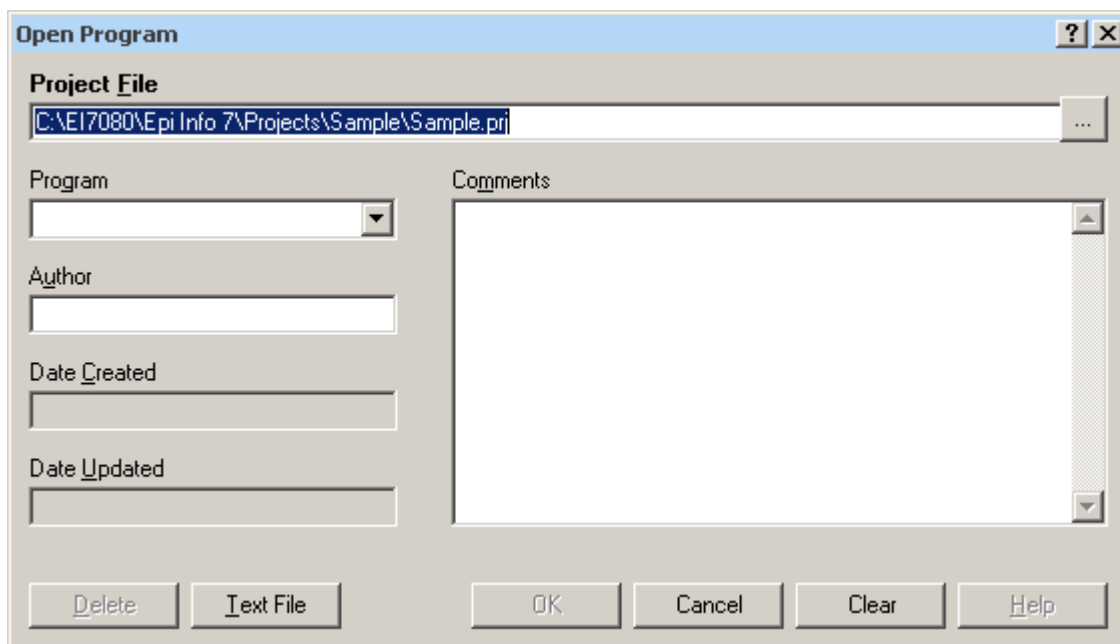 Open Program
Project File
C:\EI7080\Epi Info 7\Projects\Sample\Sample.prj
...
Program
Comments
Author
Date Created
Date Updated
Delete
Text File
OK
Cancel
Clear
Help